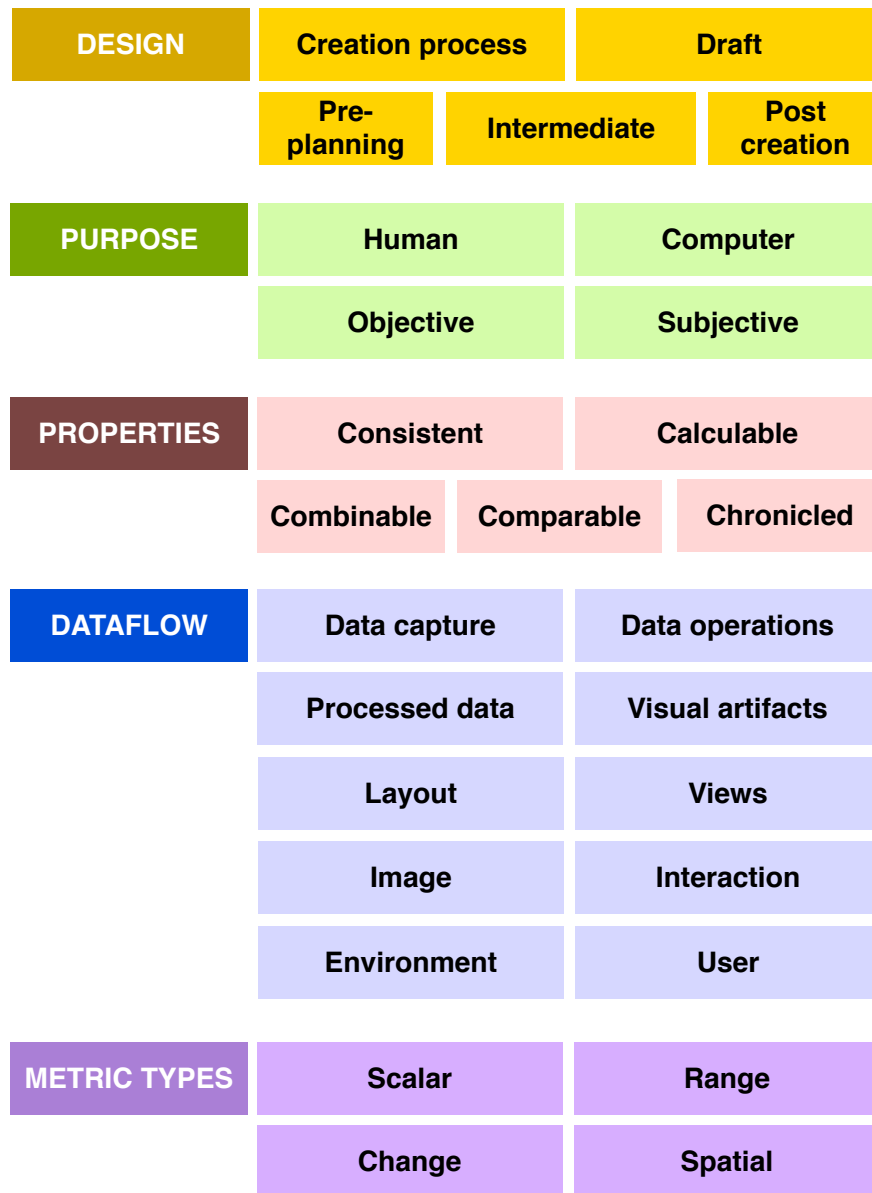 DESIGN
Creation process
Draft
Pre-
planning
Intermediate
Post
creation
PURPOSE
Human
Computer
Objective
Subjective
PROPERTIES
Consistent
Calculable
Combinable
Comparable
Chronicled
DATAFLOW
Data capture
Data operations
Processed data
Visual artifacts
Layout
Views
Image
Interaction
Environment
User
METRIC TYPES
Scalar
Range
Change
Spatial